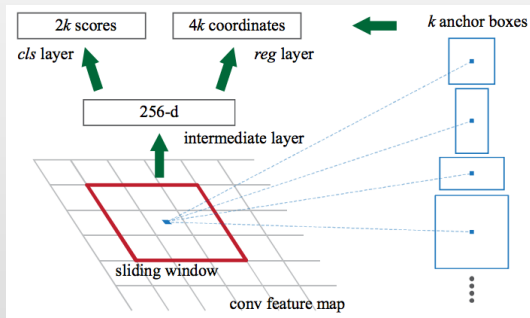 2k scores
4k coordinates
k anchor boxes
cls layer
reg layer
256-d
intermediate layer
sliding window
conv feature map